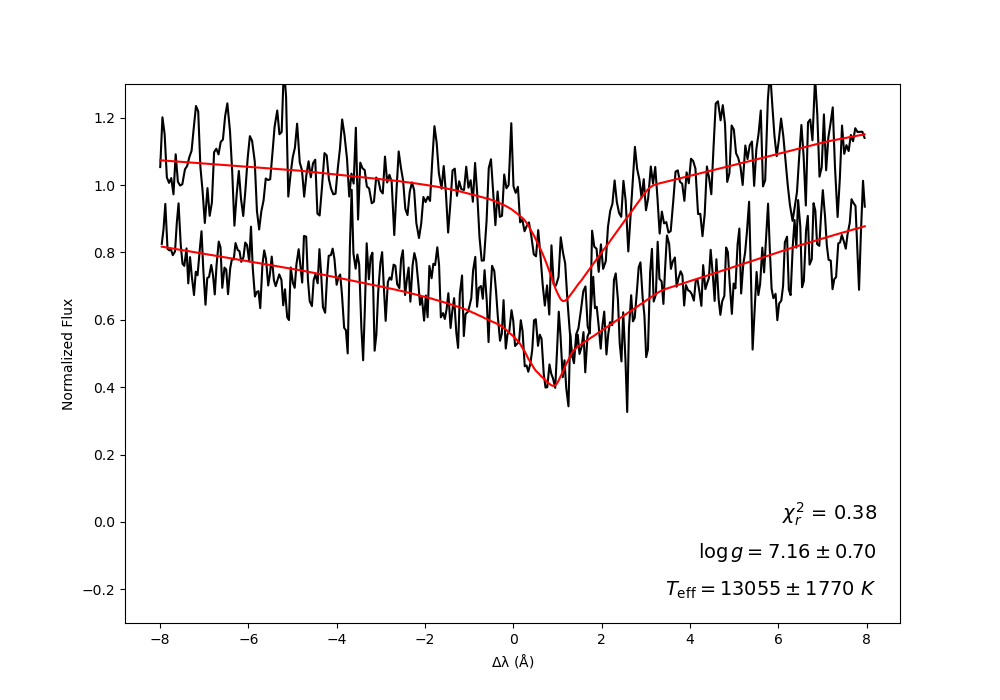 1.2
1.0
0.8
0.6
0.4
0.2
0.0
−0.2
Normalized Flux
χ²ᵣ = 0.38
log g = 7.16 ± 0.70
T_eff = 13055 ± 1770 K
−8 −6 −4 −2 0 2 4 6 8
Δλ (Å)